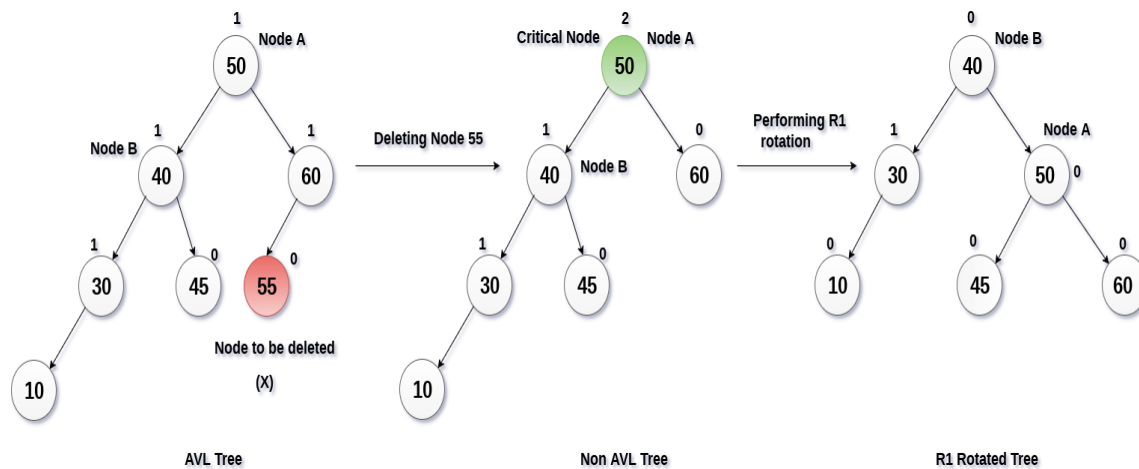 1
Node A
50
1
Node B
40
1
60
1
30
0
45
0
55
10
Node to be deleted
(X)
AVL Tree
Deleting Node 55
2
Critical Node
Node A
50
1
40
Node B
0
60
1
30
0
45
10
Non AVL Tree
Performing R1
rotation
0
Node B
40
1
30
Node A
50
0
0
10
0
45
0
60
R1 Rotated Tree